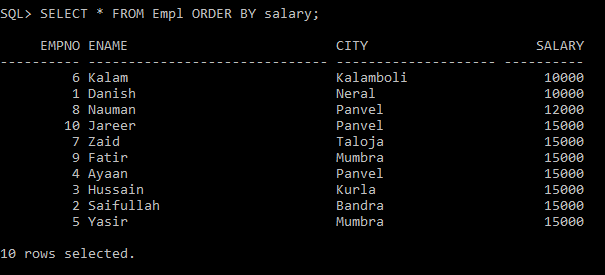 SQL> SELECT * FROM Empl ORDER BY salary;
     EMPNO ENAME                          CITY                     SALARY
---------- ------------------------------ -------------------- ----------
         6 Kalam                          Kalamboli                 10000
         1 Danish                         Neral                     10000
         8 Nauman                         Panvel                    12000
        10 Jareer                         Panvel                    15000
         7 Zaid                           Taloja                    15000
         9 Fatir                          Mumbra                    15000
         4 Ayaan                          Panvel                    15000
         3 Hussain                        Kurla                     15000
         2 Saifullah                      Bandra                    15000
         5 Yasir                          Mumbra                    15000
10 rows selected.